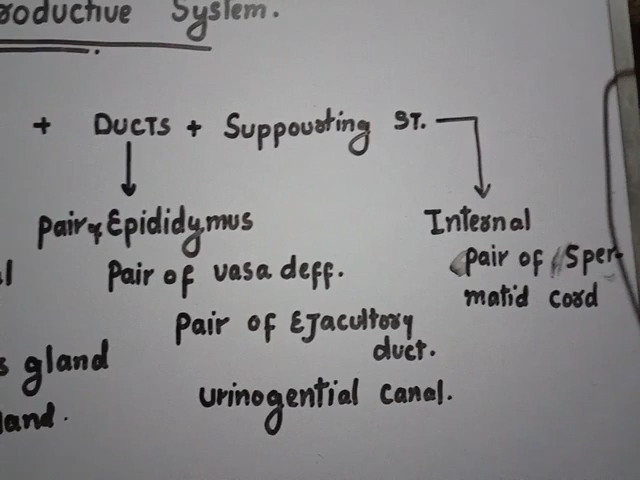 roductive System.
+ Ducts + Suppousting ST.
Pair of Epididymus
Internal
Pair of vasa deff.
pair of Sper-
matid cord
Pair of EJacultory
duct.
s gland
urinogential canal.
land.